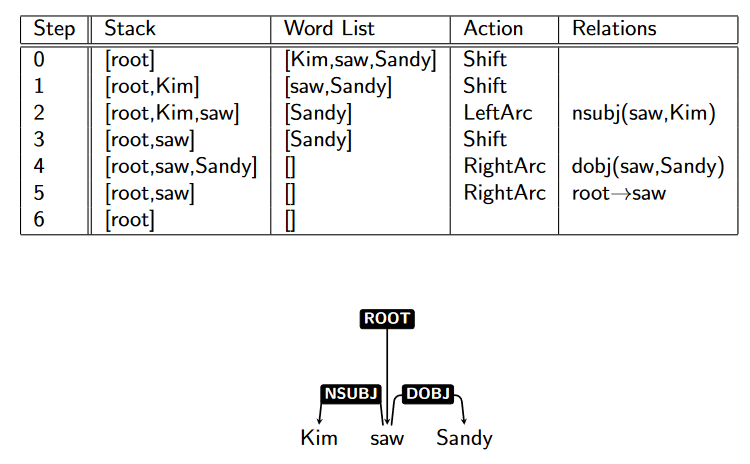 Step Stack Word List Action Relations
0 [root] [Kim,saw,Sandy] Shift
1 [root,Kim] [saw,Sandy] Shift
2 [root,Kim,saw] [Sandy] LeftArc nsubj(saw,Kim)
3 [root,saw] [Sandy] Shift
4 [root,saw,Sandy] [] RightArc dobj(saw,Sandy)
5 [root,saw] [] RightArc root→saw
6 [root] []
ROOT
NSUBJ DOBJ
Kim saw Sandy